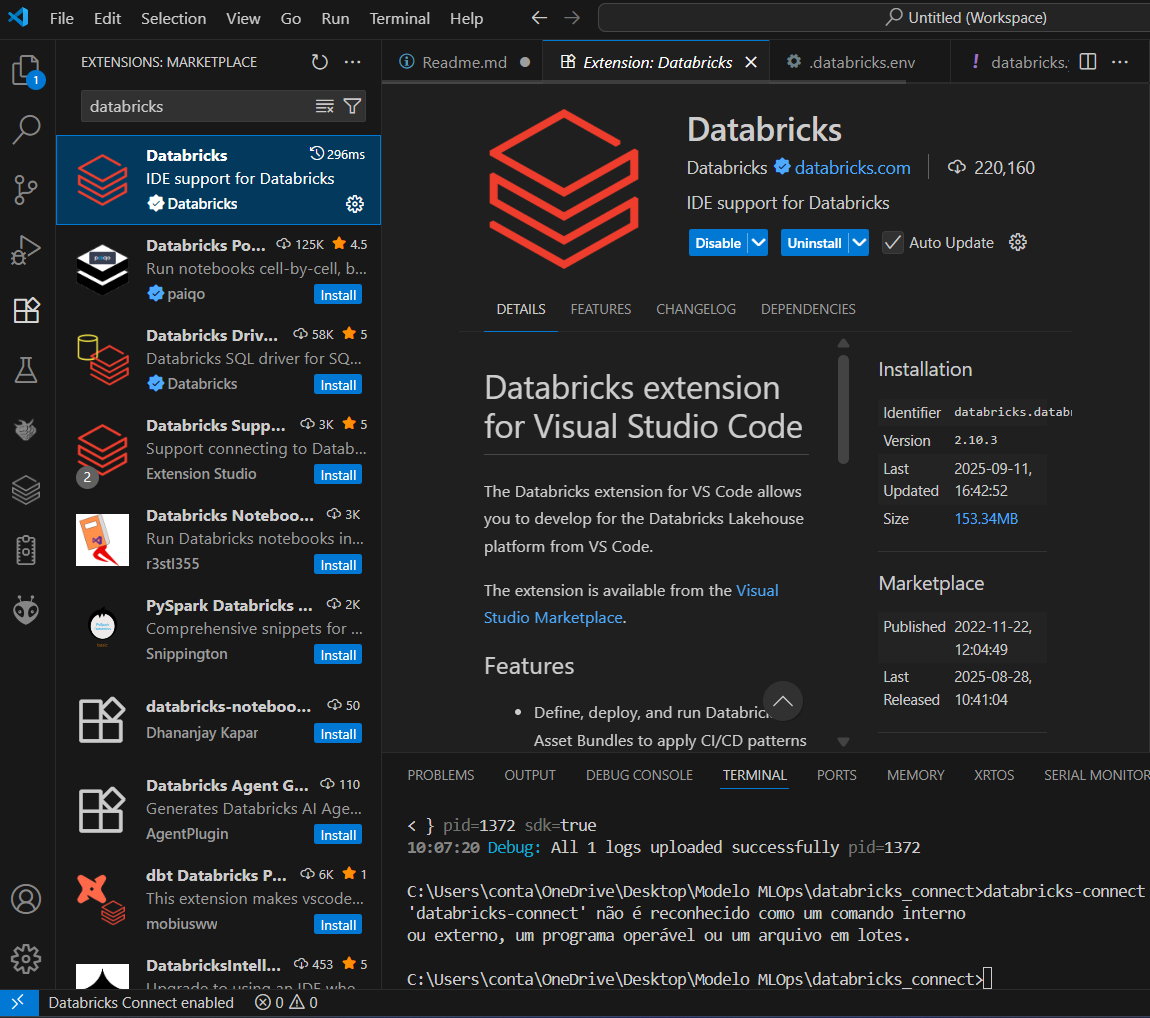 File Edit Selection View Go Run Terminal Help
Untitled (Workspace)
1
EXTENSIONS: MARKETPLACE
databricks
Databricks 296ms
IDE support for Databricks
Databricks
Databricks Po... 125K 4.5
Run notebooks cell-by-cell, b...
paiqo
Install
Databricks Driv... 58K 5
Databricks SQL driver for SQ...
Databricks
Install
Databricks Supp... 3K 5
Support connecting to Datab...
2
Extension Studio
Install
Databricks Noteboo... 3K
Run Databricks notebooks in...
r3stl355
Install
PySpark Databricks ... 2K
Comprehensive snippets for ...
Snippington
Install
databricks-noteboo... 50
Dhananjay Kapar
Install
Databricks Agent G... 110
Generates Databricks AI Age...
AgentPlugin
Install
dbt Databricks P... 6K 1
This extension makes vscode...
mobiusww
Install
DatabricksIntell... 453 5
Upgrade to using an IDE whe...
Readme.md
Extension: Databricks
.databricks.env
! databricks.
Databricks
Databricks databricks.com 220,160
IDE support for Databricks
Disable Uninstall Auto Update
DETAILS FEATURES CHANGELOG DEPENDENCIES
Databricks extension
for Visual Studio Code
The Databricks extension for VS Code allows
you to develop for the Databricks Lakehouse
platform from VS Code.
The extension is available from the Visual
Studio Marketplace.
Features
• Define, deploy, and run Databric
Asset Bundles to apply CI/CD patterns
Installation
Identifier databricks.datab
Version 2.10.3
Last Updated 2025-09-11, 16:42:52
Size 153.34MB
Marketplace
Published 2022-11-22, 12:04:49
Last Released 2025-08-28, 10:41:04
PROBLEMS OUTPUT DEBUG CONSOLE TERMINAL PORTS MEMORY XRTOS SERIAL MONITOR
< } pid=1372 sdk=true
10:07:20 Debug: All 1 logs uploaded successfully pid=1372
C:\Users\conta\OneDrive\Desktop\Modelo MLOps\databricks_connect>databricks-connect
'databricks-connect' não é reconhecido como um comando interno
ou externo, um programa operável ou um arquivo em lotes.
C:\Users\conta\OneDrive\Desktop\Modelo MLOps\databricks_connect>
Databricks Connect enabled 0 0